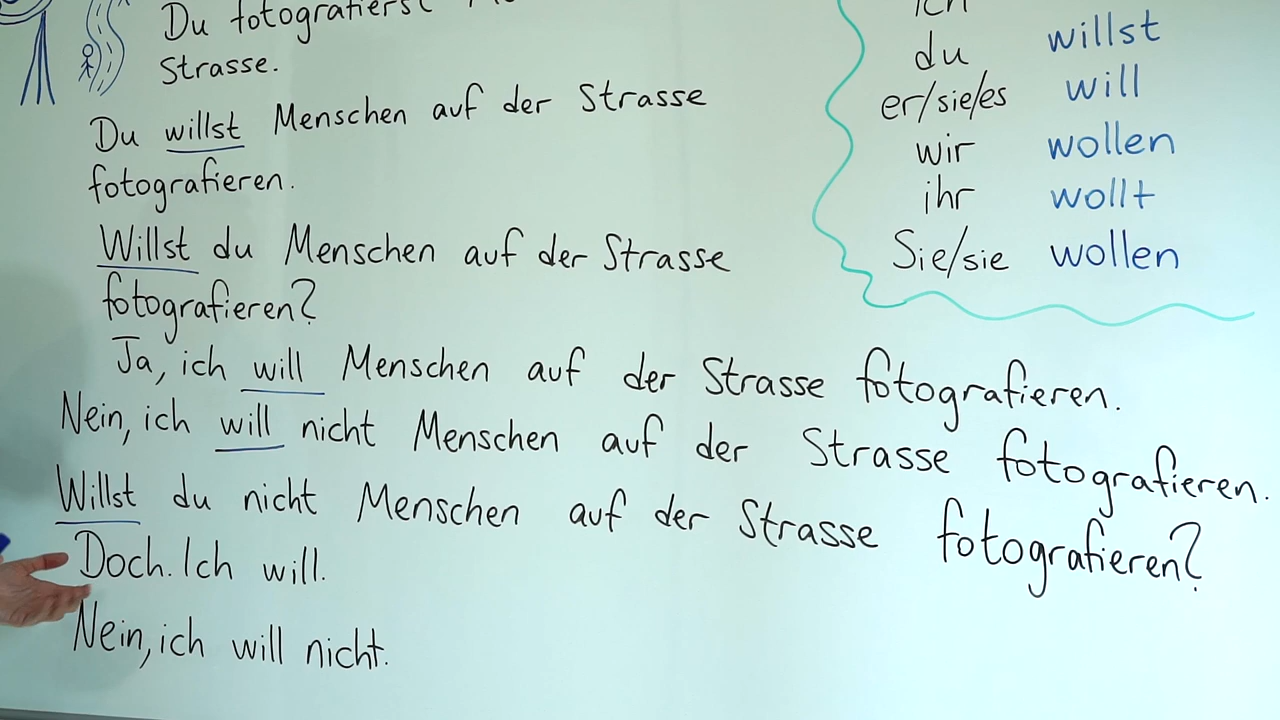 Du fotografierst
Strasse.
Du willst Menschen auf der Strasse
fotografieren.
Willst du Menschen auf der Strasse
fotografieren?
Ja, ich will Menschen auf der Strasse fotografieren.
Nein, ich will nicht Menschen auf der Strasse fotografieren.
Willst du nicht Menschen auf der Strasse fotografieren?
Doch. Ich will.
Nein, ich will nicht.
ich
du willst
er/sie/es will
wir wollen
ihr wollt
Sie/sie wollen